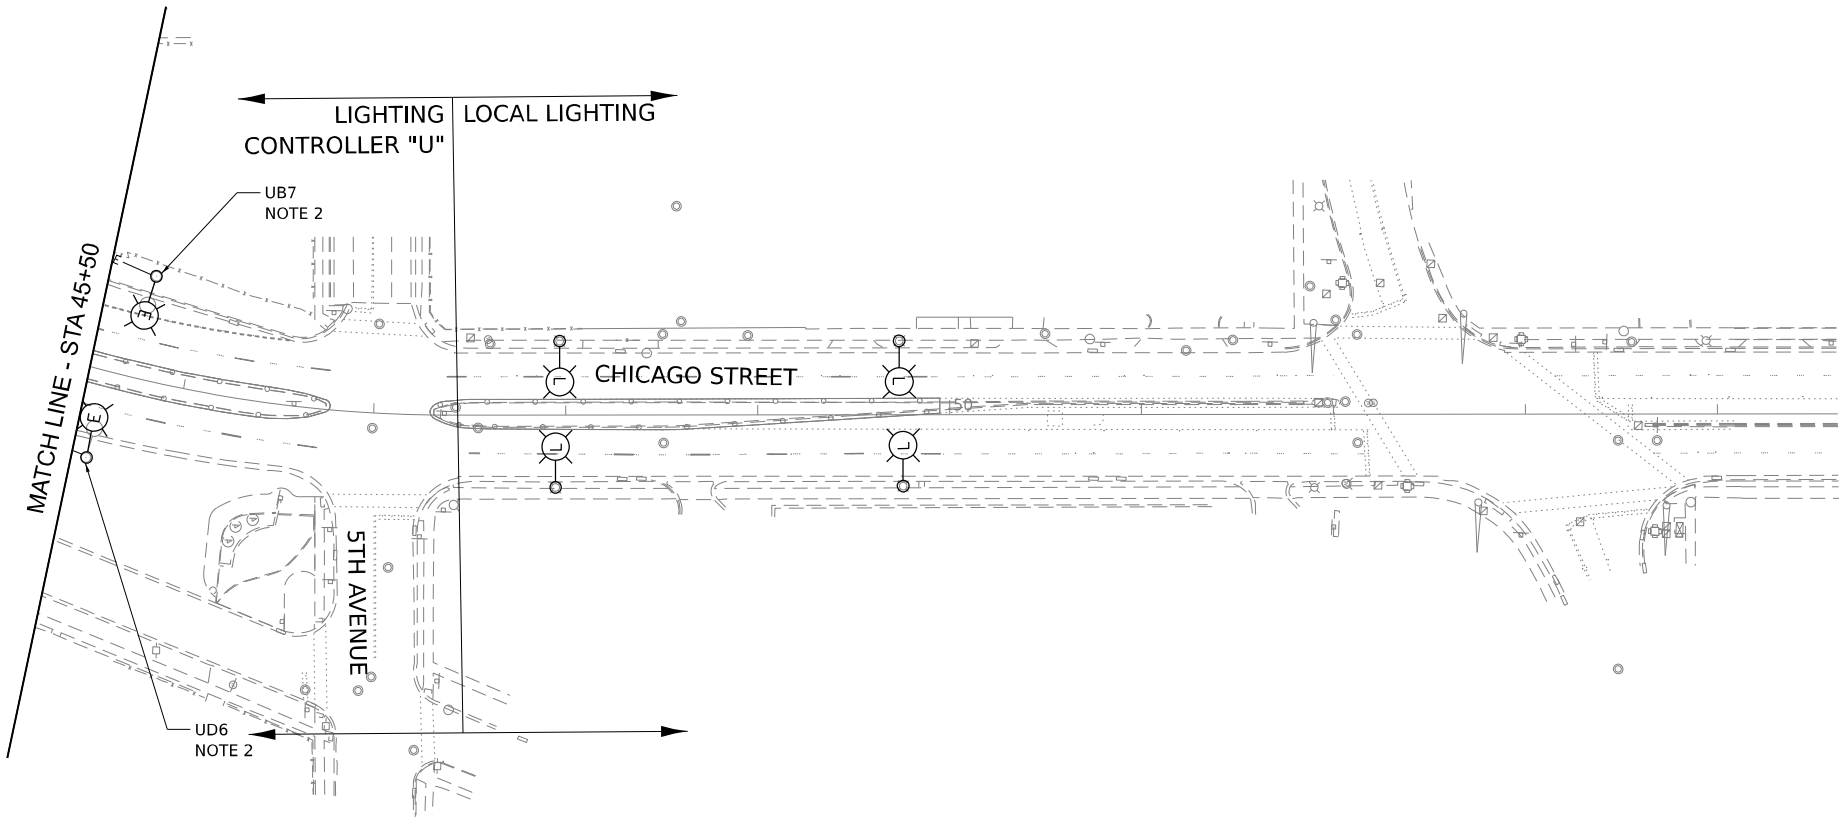 LIGHTING
CONTROLLER "U"
LOCAL LIGHTING
UB7
NOTE 2
MATCH LINE - STA 45+50
E
E
CHICAGO STREET
L
L
L
L
50
5TH AVENUE
A
A
A
UD6
NOTE 2